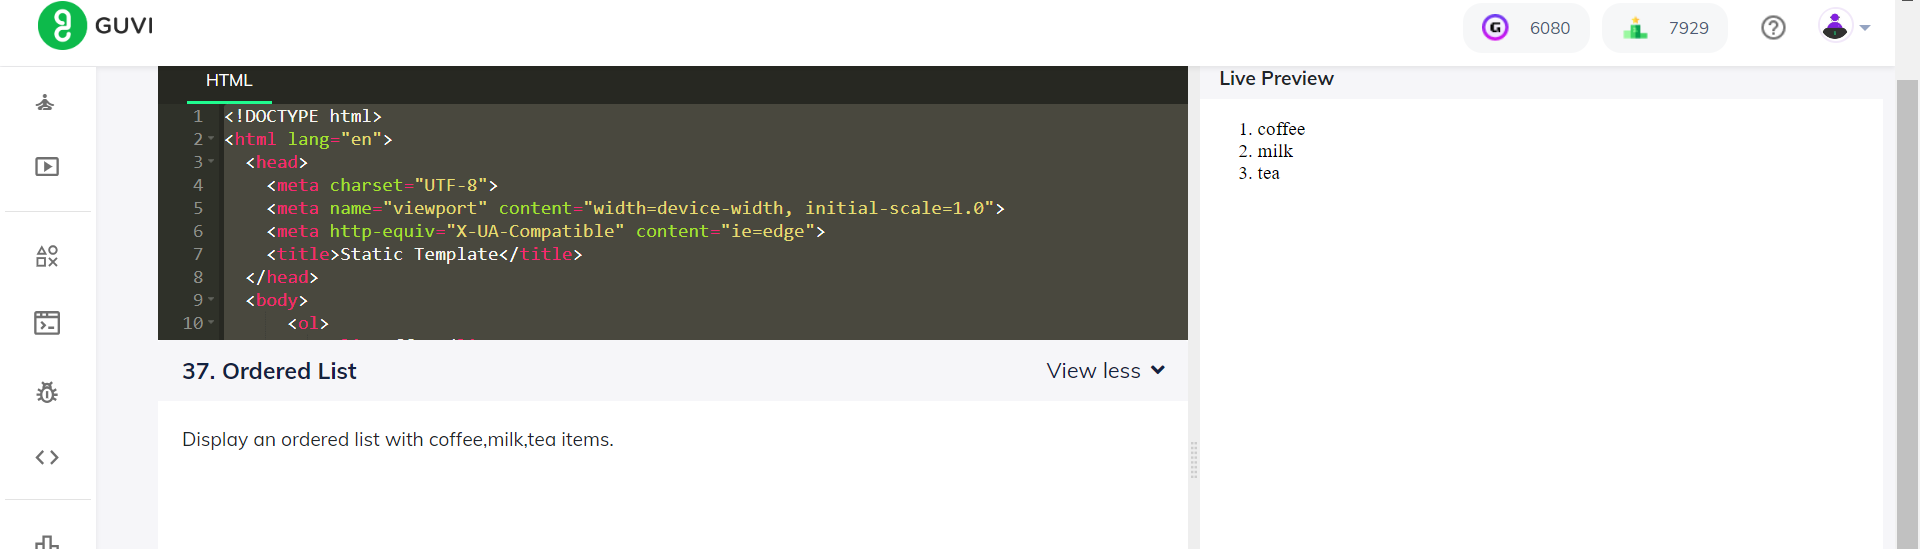 GUVI
6080
7929
HTML
1 <!DOCTYPE html>
2 <html lang="en">
3 <head>
4 <meta charset="UTF-8">
5 <meta name="viewport" content="width=device-width, initial-scale=1.0">
6 <meta http-equiv="X-UA-Compatible" content="ie=edge">
7 <title>Static Template</title>
8 </head>
9 <body>
10 <ol>
37. Ordered List
View less
Display an ordered list with coffee,milk,tea items.
Live Preview
1. coffee
2. milk
3. tea